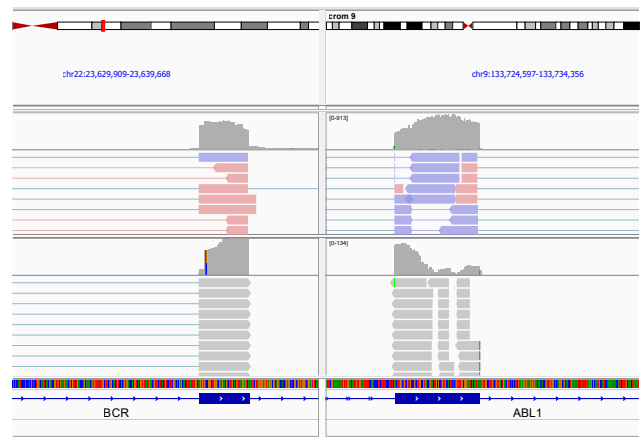 crom 9
chr22:23,629,909-23,639,668
chr9:133,724,597-133,734,356
[0-913]
[0-134]
BCR
ABL1